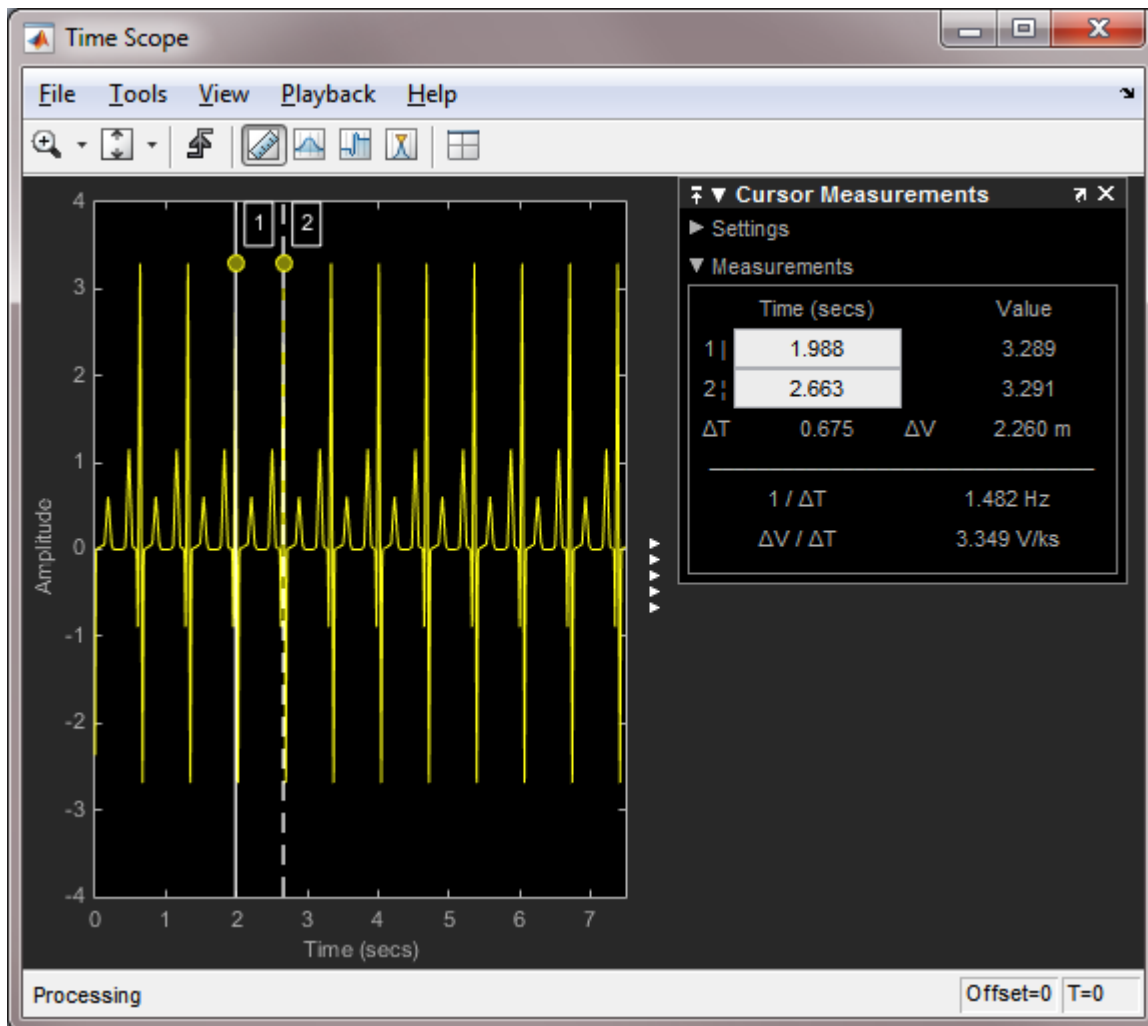 Time Scope
File Tools View Playback Help
4
3
2
1
0
-1
-2
-3
-4
Amplitude
1 2
0 1 2 3 4 5 6 7
Time (secs)
Cursor Measurements
Settings
Measurements
Time (secs) Value
1 | 1.988 3.289
2 ¦ 2.663 3.291
ΔT 0.675 ΔV 2.260 m
1 / ΔT 1.482 Hz
ΔV / ΔT 3.349 V/ks
Processing Offset=0 T=0